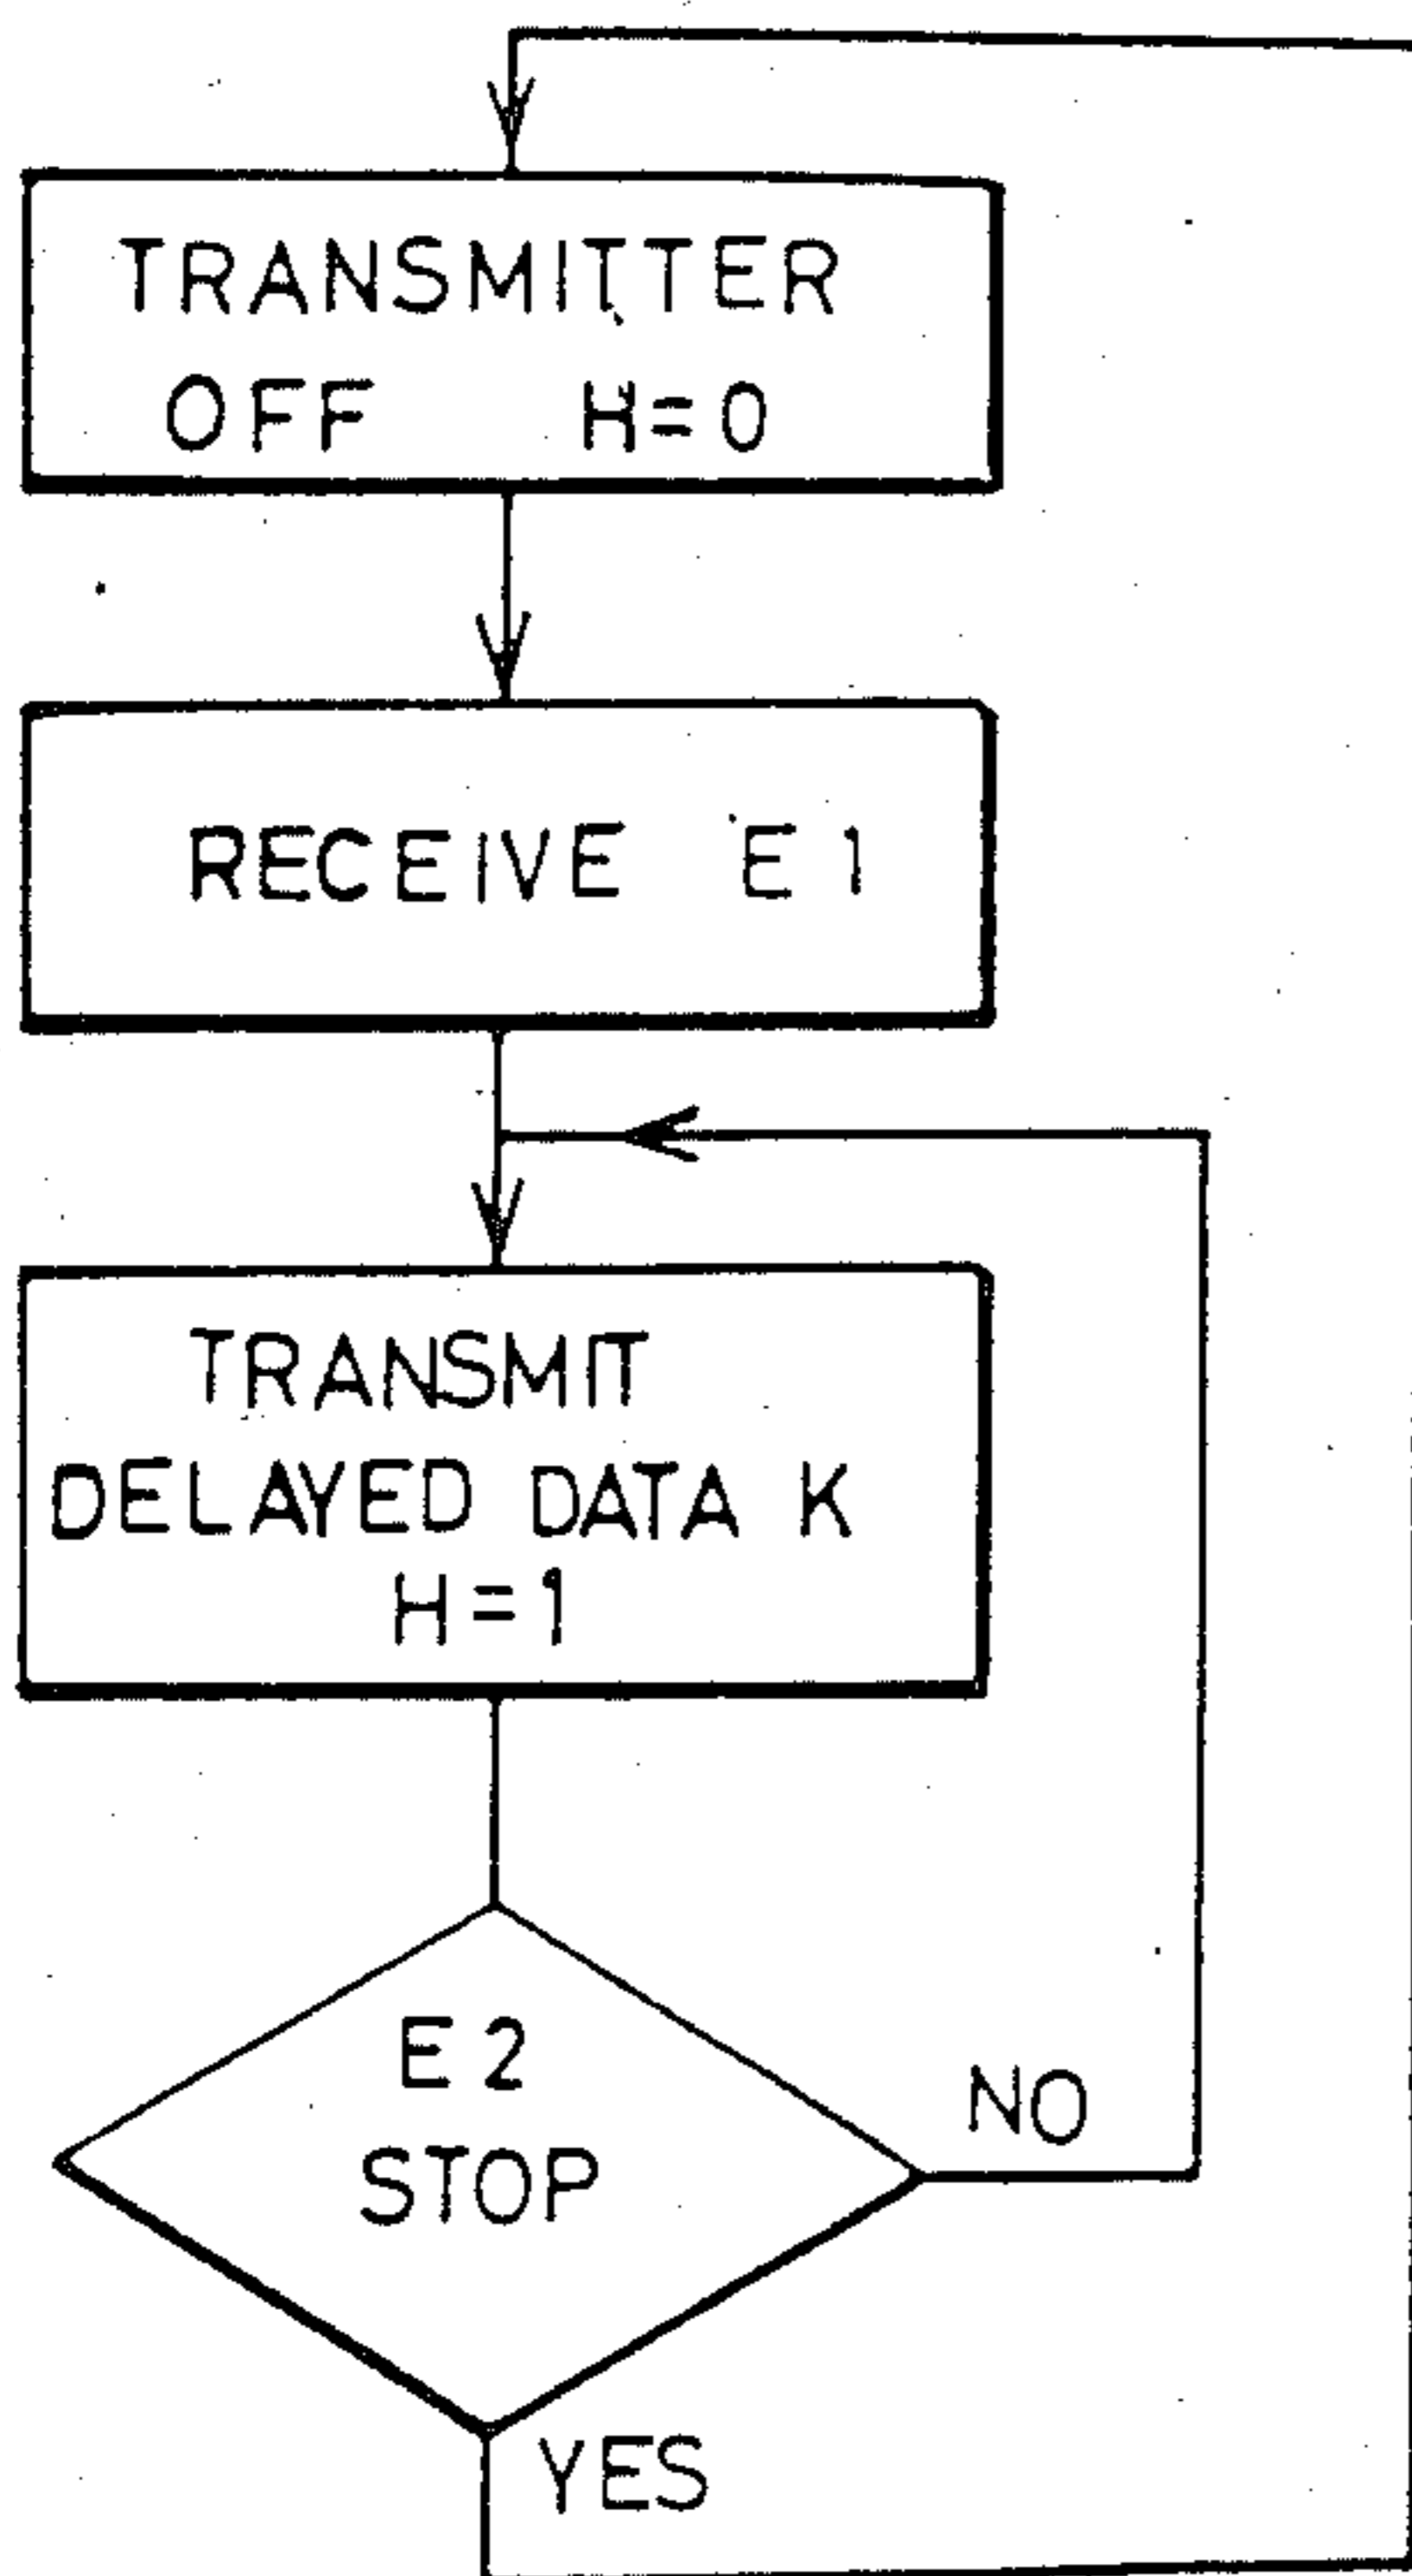 TRANSMITTER
OFF H=0
RECEIVE E1
TRANSMIT
DELAYED DATA K
H=1
E2
STOP
NO
YES